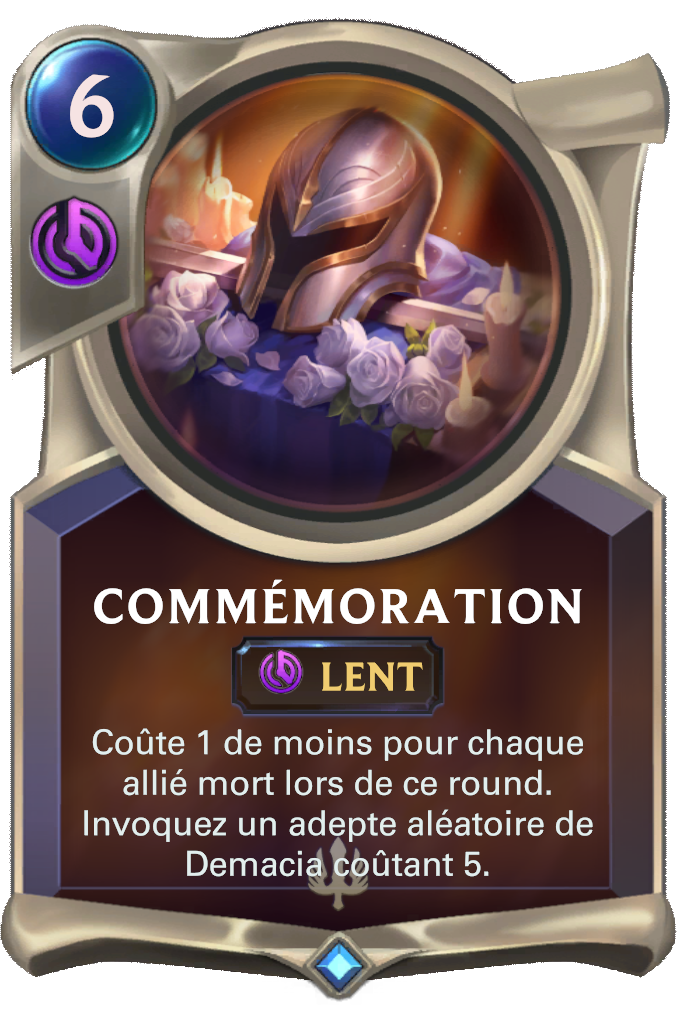 6
COMMÉMORATION
LENT
Coûte 1 de moins pour chaque
allié mort lors de ce round.
Invoquez un adepte aléatoire de
Demacia coûtant 5.